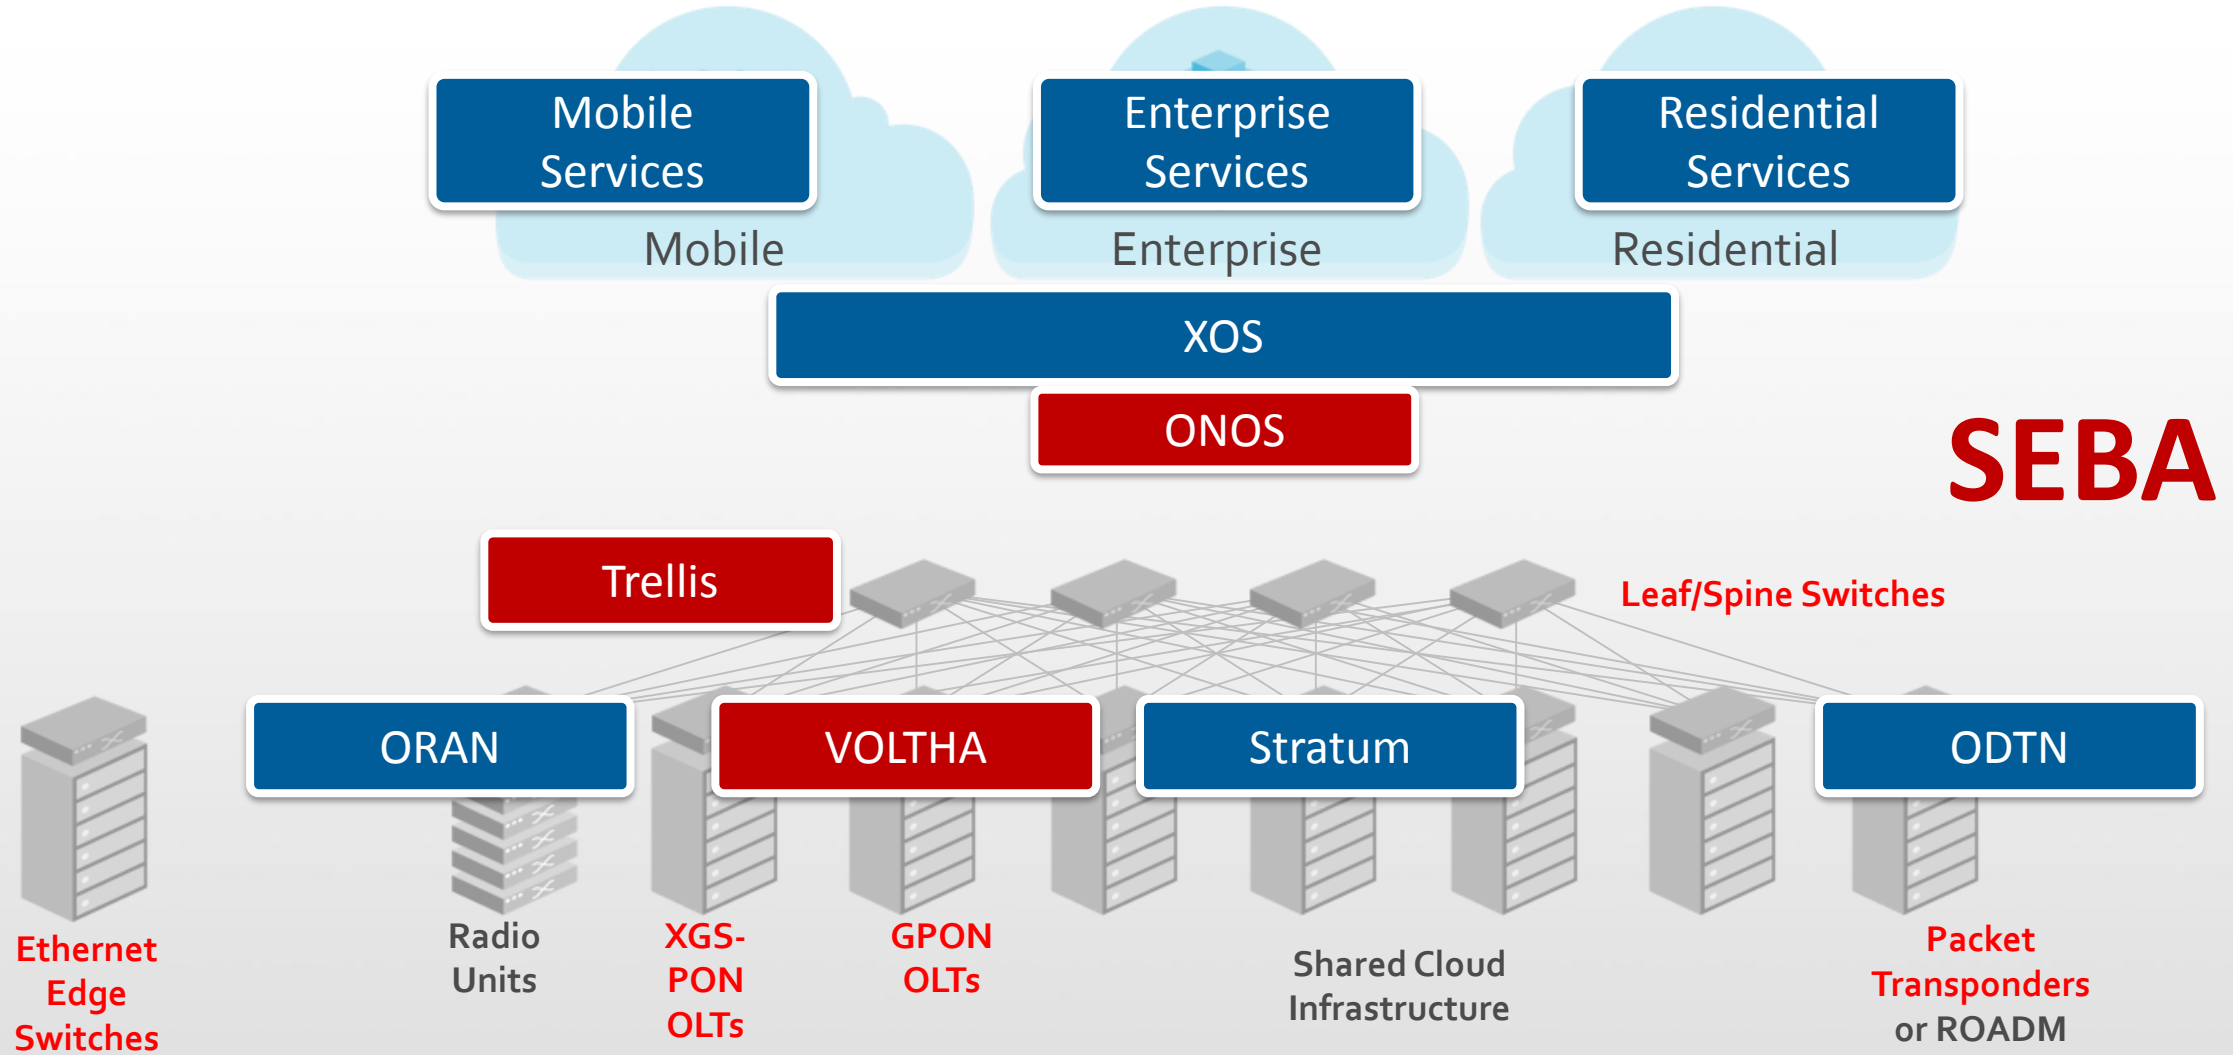 Mobile
Services
Enterprise
Services
Residential
Services
Mobile
Enterprise
Residential
XOS
ONOS
SEBA
Trellis
Leaf/Spine Switches
ORAN
VOLTHA
Stratum
ODTN
Ethernet
Edge
Switches
Radio
Units
XGS-
PON
OLTs
GPON
OLTs
Shared Cloud
Infrastructure
Packet
Transponders
or ROADM